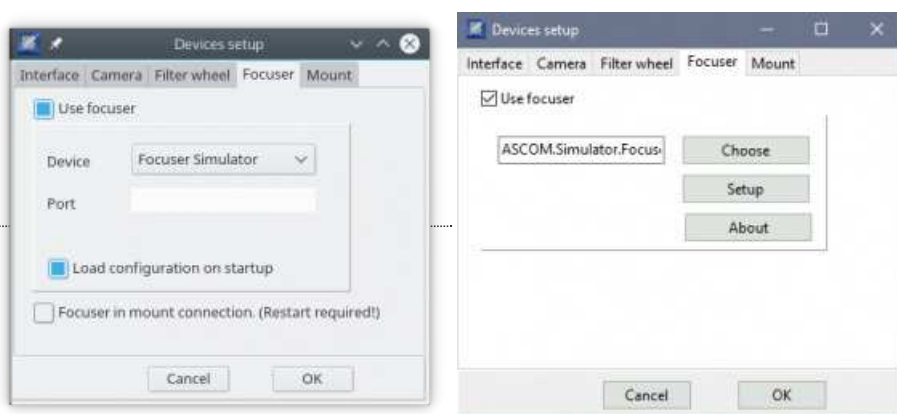 Devices setup
Interface Camera Filter wheel Focuser Mount
Use focuser
Device Focuser Simulator
Port
Load configuration on startup
Focuser in mount connection. (Restart required!)
Cancel OK
Devices setup
Interface Camera Filter wheel Focuser Mount
Use focuser
ASCOM.Simulator.Focus Choose
Setup
About
Cancel OK